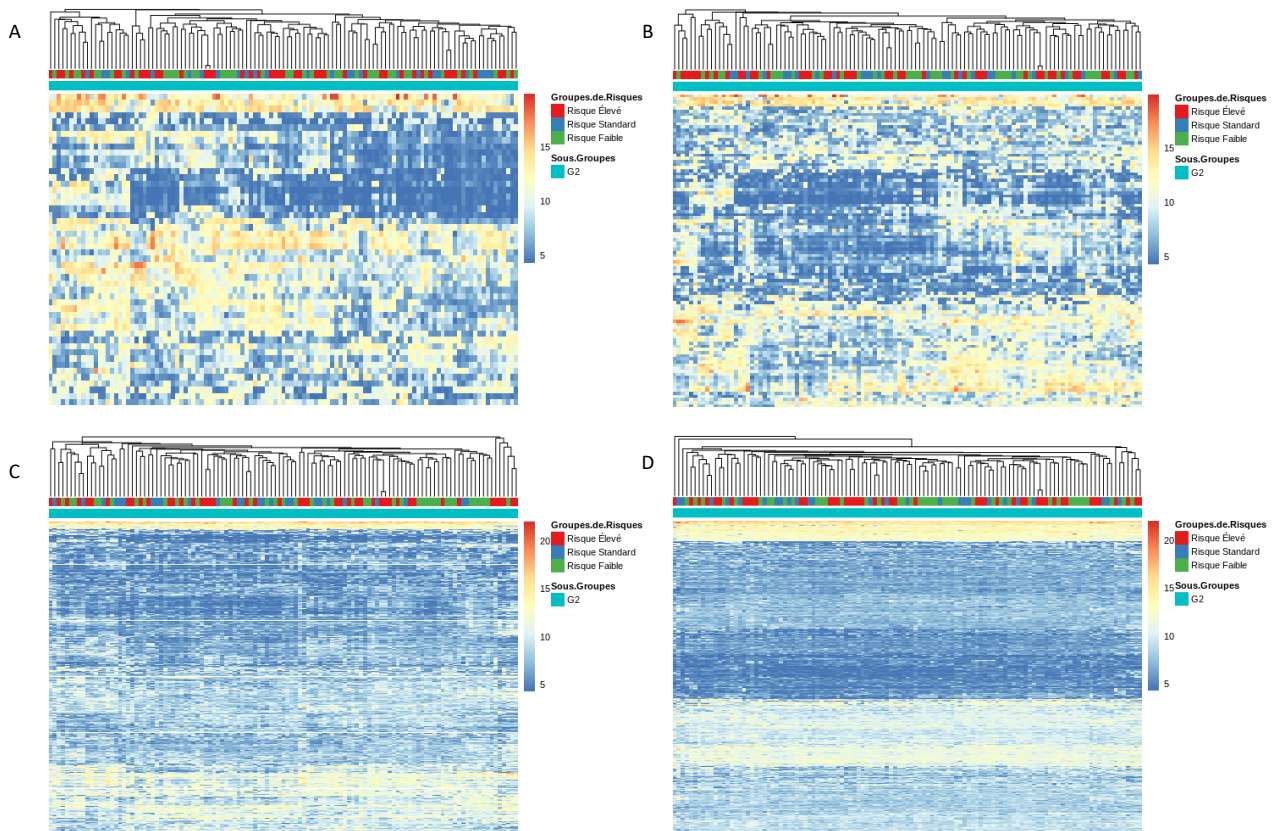 A
Groupes.de.Risques
Risque Élevé
Risque Standard
Risque Faible
15
Sous.Groupes
G2
10
5
B
Groupes.de.Risques
Risque Élevé
Risque Standard
Risque Faible
15
Sous.Groupes
G2
10
5
C
Groupes.de.Risques
20
Risque Élevé
Risque Standard
Risque Faible
15
Sous.Groupes
G2
10
5
D
Groupes.de.Risques
20
Risque Élevé
Risque Standard
Risque Faible
15
Sous.Groupes
G2
10
5